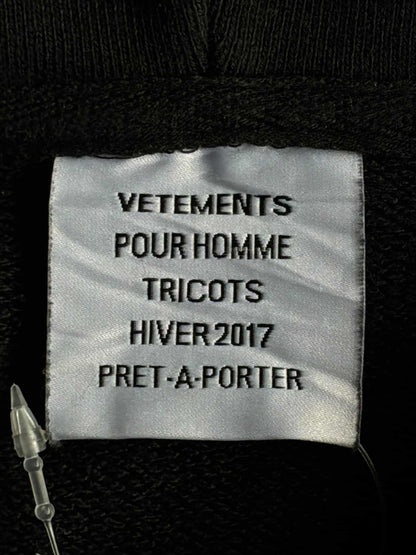 VETEMENTS
POUR HOMME
TRICOTS
HIVER 2017
PRET-A-PORTER